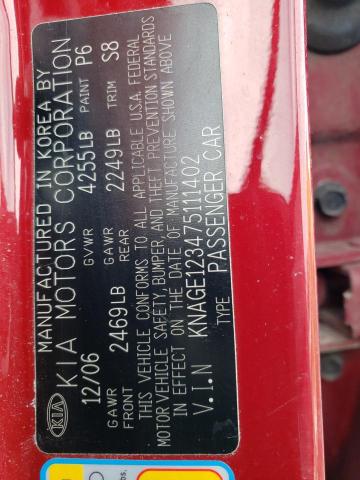 MANUFACTURED IN KOREA BY
KIA KIA MOTORS CORPORATION
12/06 GVWR 4255LB PAINT P6
GAWR FRONT 2469LB GAWR REAR 2249LB TRIM S8
THIS VEHICLE CONFORMS TO ALL APPLICABLE U.S.A. FEDERAL
MOTOR VEHICLE SAFETY, BUMPER, AND THEFT PREVENTION STANDARDS
IN EFFECT ON THE DATE OF MANUFACTURE SHOWN ABOVE
V.I.N KNAGE123475111402
TYPE PASSENGER CAR